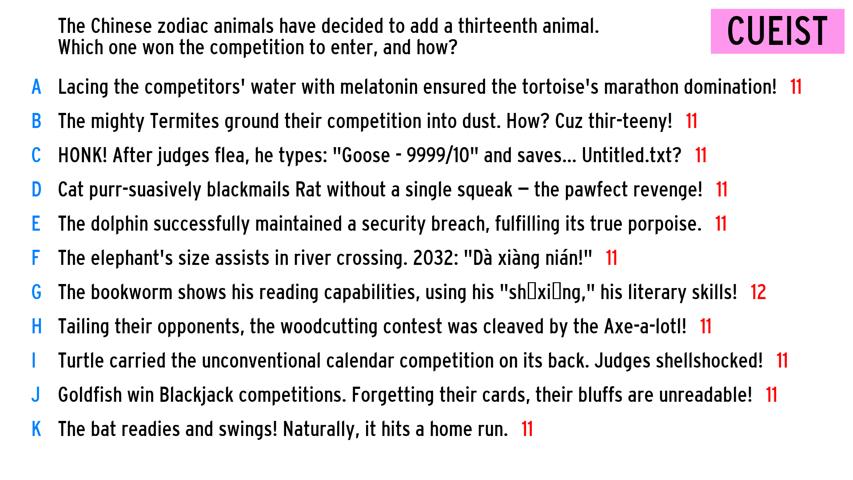 The Chinese zodiac animals have decided to add a thirteenth animal.
Which one won the competition to enter, and how?
CUEIST
A Lacing the competitors' water with melatonin ensured the tortoise's marathon domination! 11
B The mighty Termites ground their competition into dust. How? Cuz thir-teeny! 11
C HONK! After judges flea, he types: "Goose - 9999/10" and saves... Untitled.txt? 11
D Cat purr-suasively blackmails Rat without a single squeak — the pawfect revenge! 11
E The dolphin successfully maintained a security breach, fulfilling its true porpoise. 11
F The elephant's size assists in river crossing. 2032: "Dà xiàng nián!" 11
G The bookworm shows his reading capabilities, using his "sh▯xi▯ng," his literary skills! 12
H Tailing their opponents, the woodcutting contest was cleaved by the Axe-a-lotl! 11
I Turtle carried the unconventional calendar competition on its back. Judges shellshocked! 11
J Goldfish win Blackjack competitions. Forgetting their cards, their bluffs are unreadable! 11
K The bat readies and swings! Naturally, it hits a home run. 11